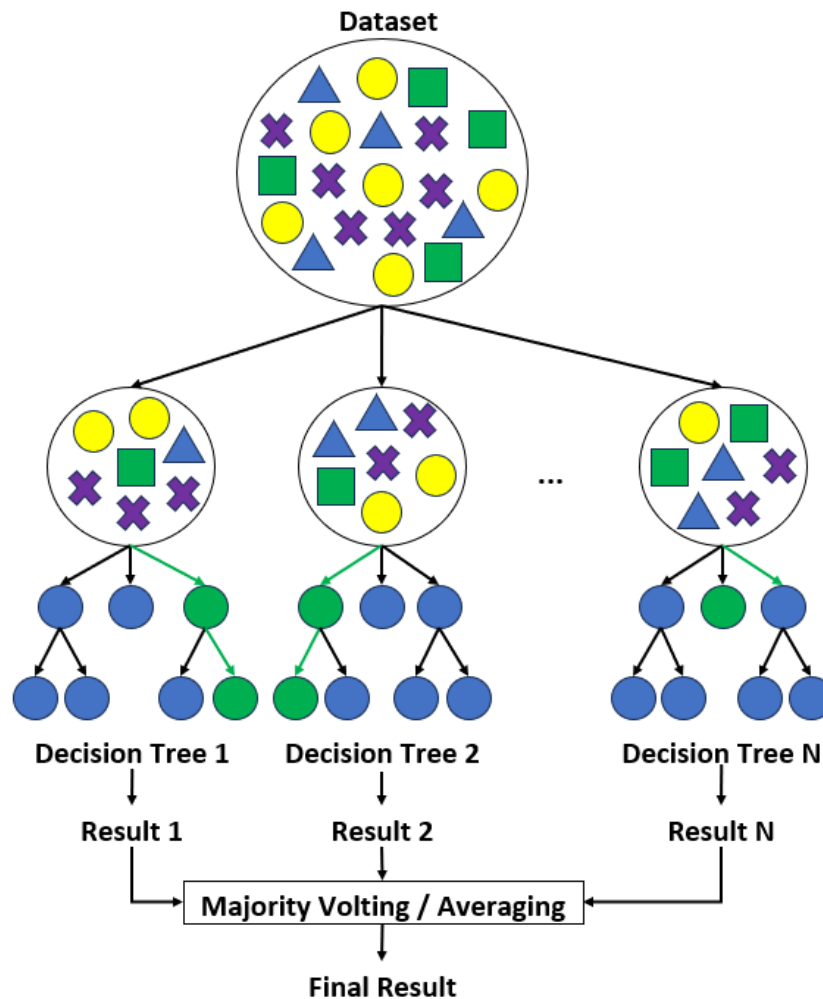 Dataset
...
Decision Tree 1
Decision Tree 2
Decision Tree N
Result 1
Result 2
Result N
Majority Volting / Averaging
Final Result